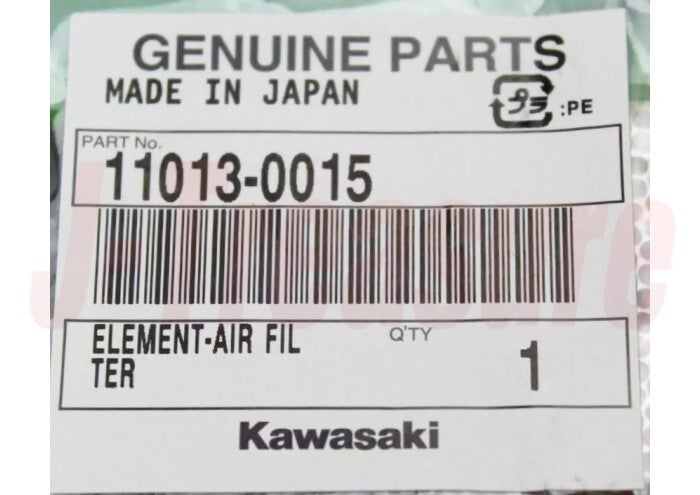 GENUINE PARTS
MADE IN JAPAN
プラ :PE
PART No.
11013-0015
ELEMENT-AIR FIL
TER
Q'TY
1
Kawasaki
J-Treasure